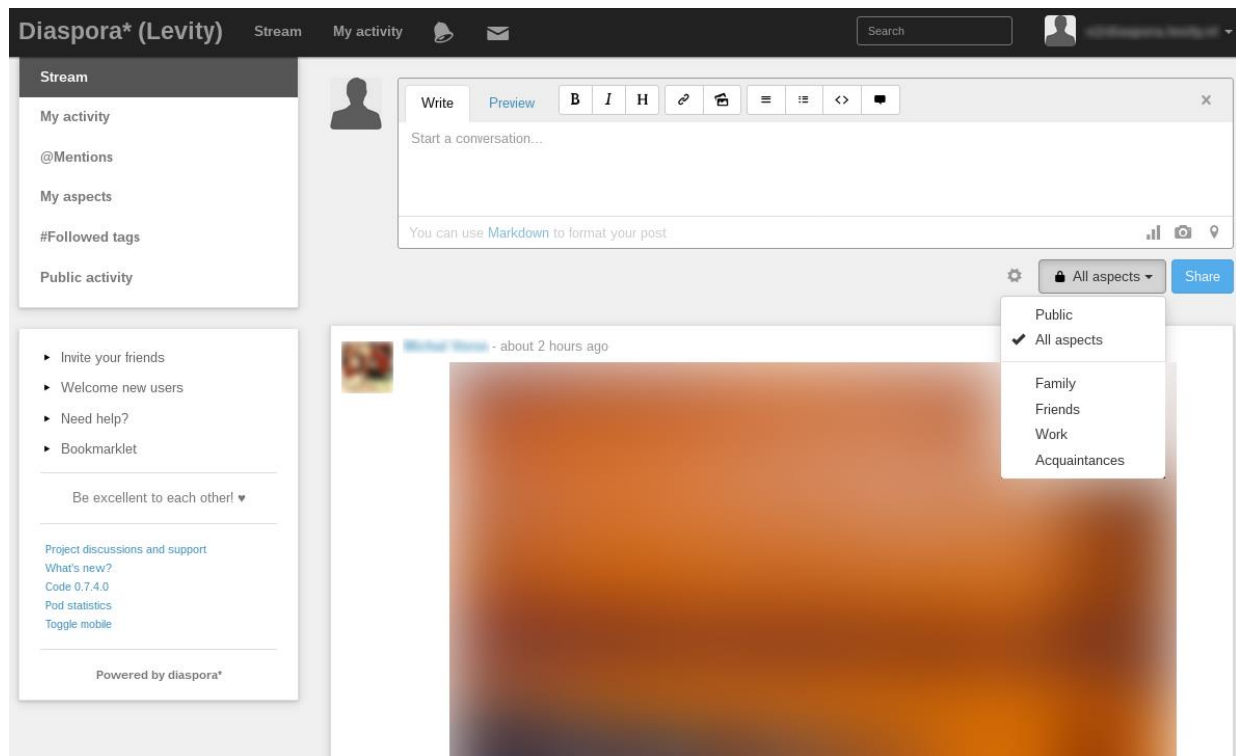 Diaspora* (Levity) Stream My activity Search
Stream
My activity
@Mentions
My aspects
#Followed tags
Public activity
Invite your friends
Welcome new users
Need help?
Bookmarklet
Be excellent to each other! ♥
Project discussions and support
What's new?
Code 0.7.4.0
Pod statistics
Toggle mobile
Powered by diaspora*
Write Preview B I H
Start a conversation...
You can use Markdown to format your post
All aspects Share
Public
All aspects
Family
Friends
Work
Acquaintances
- about 2 hours ago